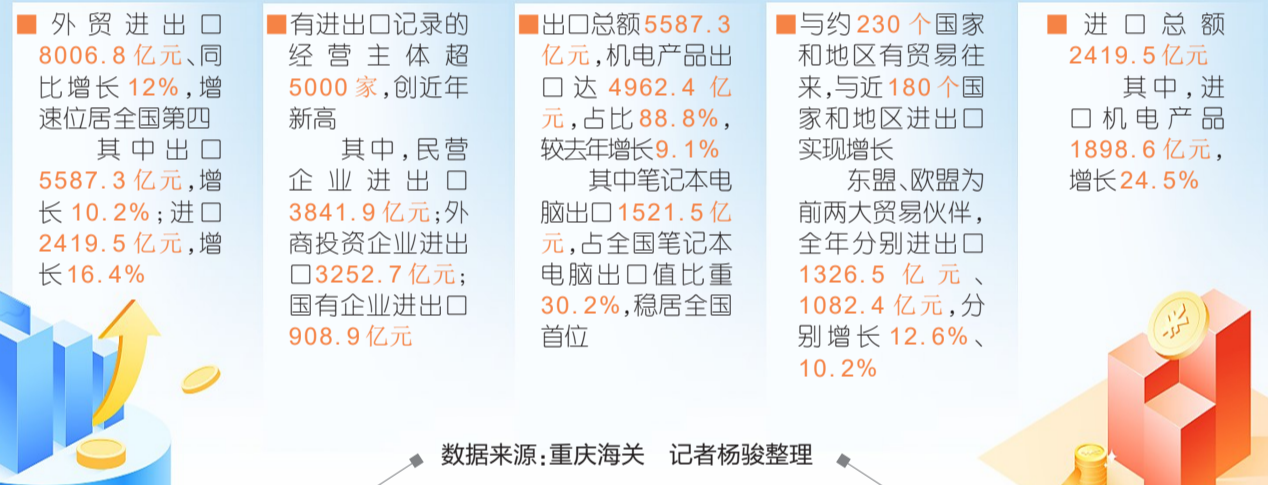 ■外贸进出口
8006.8亿元、同
比增长12%,增
速位居全国第四
其中出口
5587.3亿元,增
长10.2%;进口
2419.5亿元,增
长16.4%
■有进出口记录的
经营主体超
5000家,创近年
新高
其中,民营
企业进出口
3841.9亿元;外
商投资企业进出
口3252.7亿元;
国有企业进出口
908.9亿元
■出口总额5587.3
亿元,机电产品出
口达4962.4亿
元,占比88.8%,
较去年增长9.1%
其中笔记本电
脑出口1521.5亿
元,占全国笔记本
电脑出口值比重
30.2%,稳居全国
首位
■与约230个国家
和地区有贸易往
来,与近180个国
家和地区进出口
实现增长
东盟、欧盟为
前两大贸易伙伴,
全年分别进出口
1326.5亿元、
1082.4亿元,分
别增长12.6%、
10.2%
■进口总额
2419.5亿元
其中,进
口机电产品
1898.6亿元,
增长24.5%
数据来源:重庆海关 记者杨骏整理